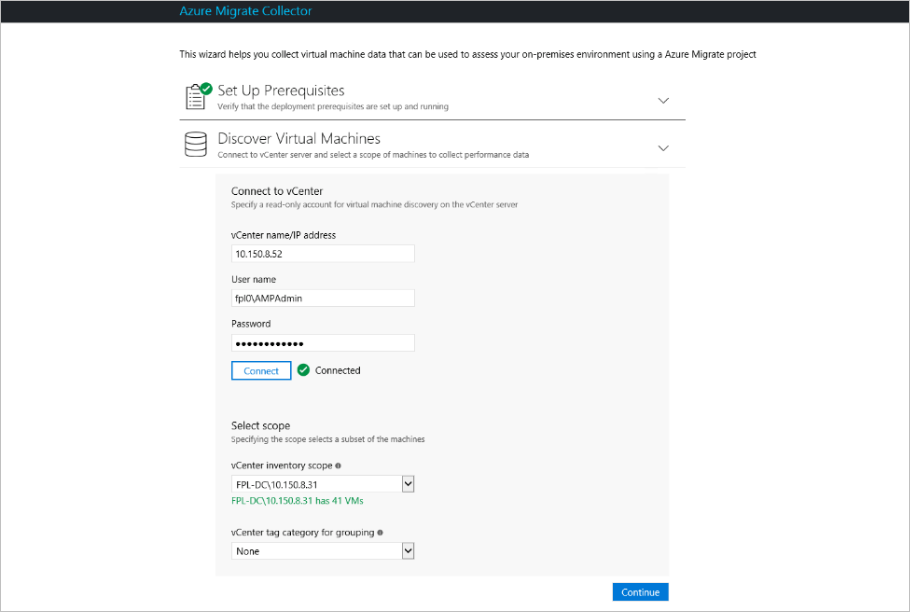 Azure Migrate Collector
This wizard helps you collect virtual machine data that can be used to assess your on-premises environment using a Azure Migrate project
Set Up Prerequisites
Verify that the deployment prerequisites are set up and running
Discover Virtual Machines
Connect to vCenter server and select a scope of machines to collect performance data
Connect to vCenter
Specify a read-only account for virtual machine discovery on the vCenter server
vCenter name/IP address
10.150.8.52
User name
fpl0\AMPAdmin
Password
••••••••••••
Connect
Connected
Select scope
Specifying the scope selects a subset of the machines
vCenter inventory scope
FPL-DC\10.150.8.31
FPL-DC\10.150.8.31 has 41 VMs
vCenter tag category for grouping
None
Continue